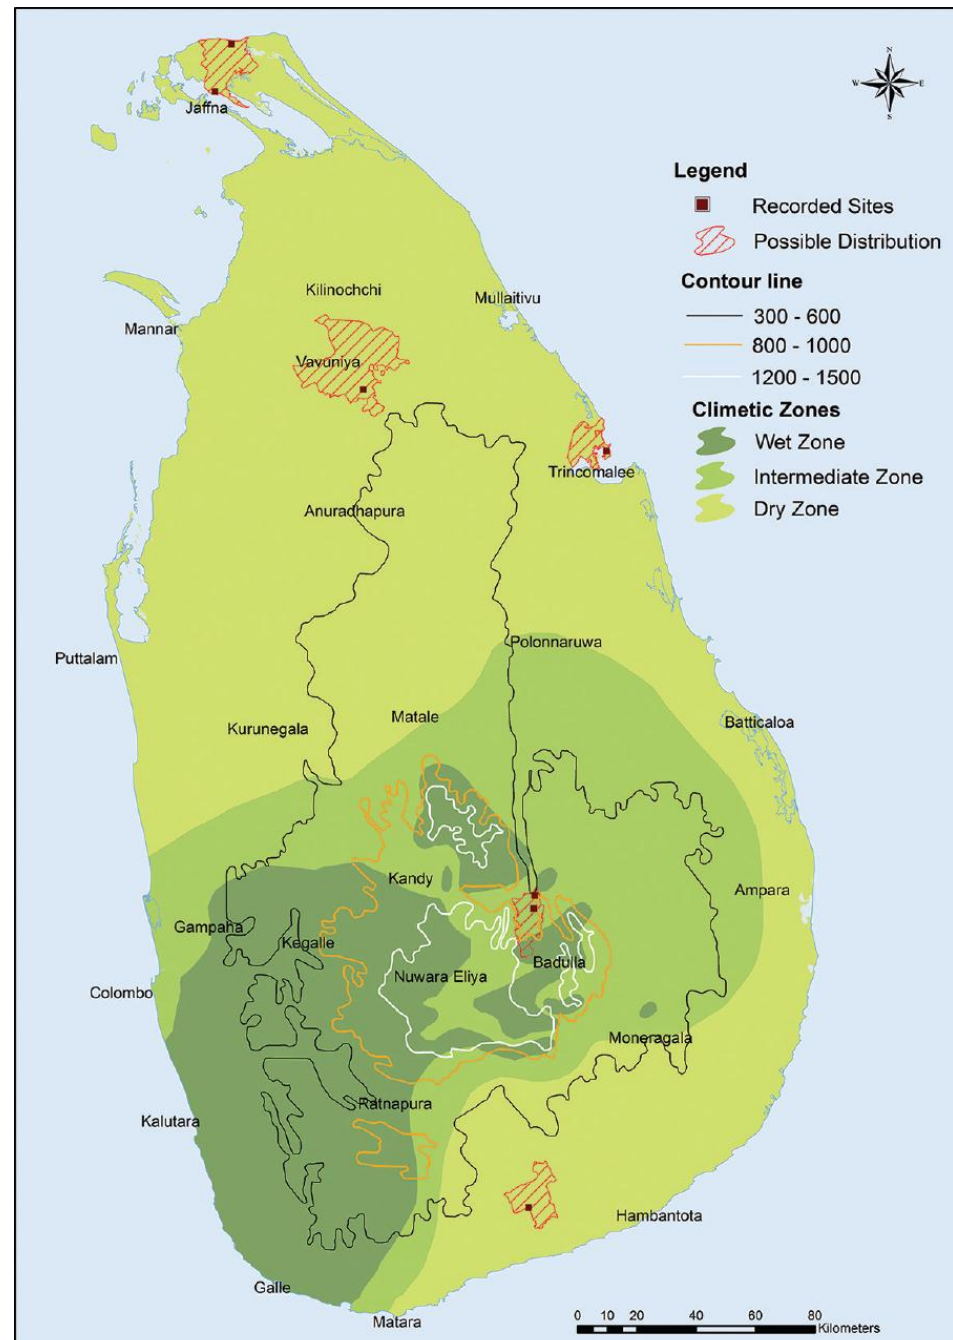 N
W E
S
Jaffna
Legend
Recorded Sites
Possible Distribution
Contour line
300 - 600
800 - 1000
1200 - 1500
Climetic Zones
Wet Zone
Intermediate Zone
Dry Zone
Kilinochchi
Mullaitivu
Mannar
Vavuniya
Trincomalee
Anuradhapura
Polonnaruwa
Puttalam
Matale
Kurunegala
Batticaloa
Kandy
Ampara
Gampaha
Kegalle
Badulla
Nuwara Eliya
Colombo
Moneragala
Ratnapura
Kalutara
Hambantota
Galle
Matara
0 10 20 40 60 80
Kilometers